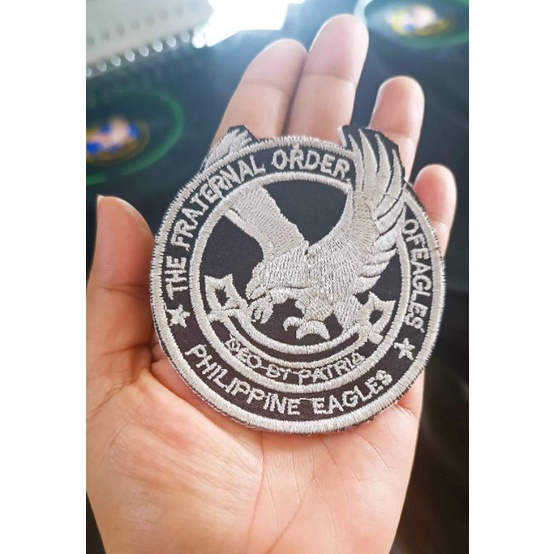 THE FRATERNAL ORDER OF EAGLES
DEO ET PATRIA
PHILIPPINE EAGLES